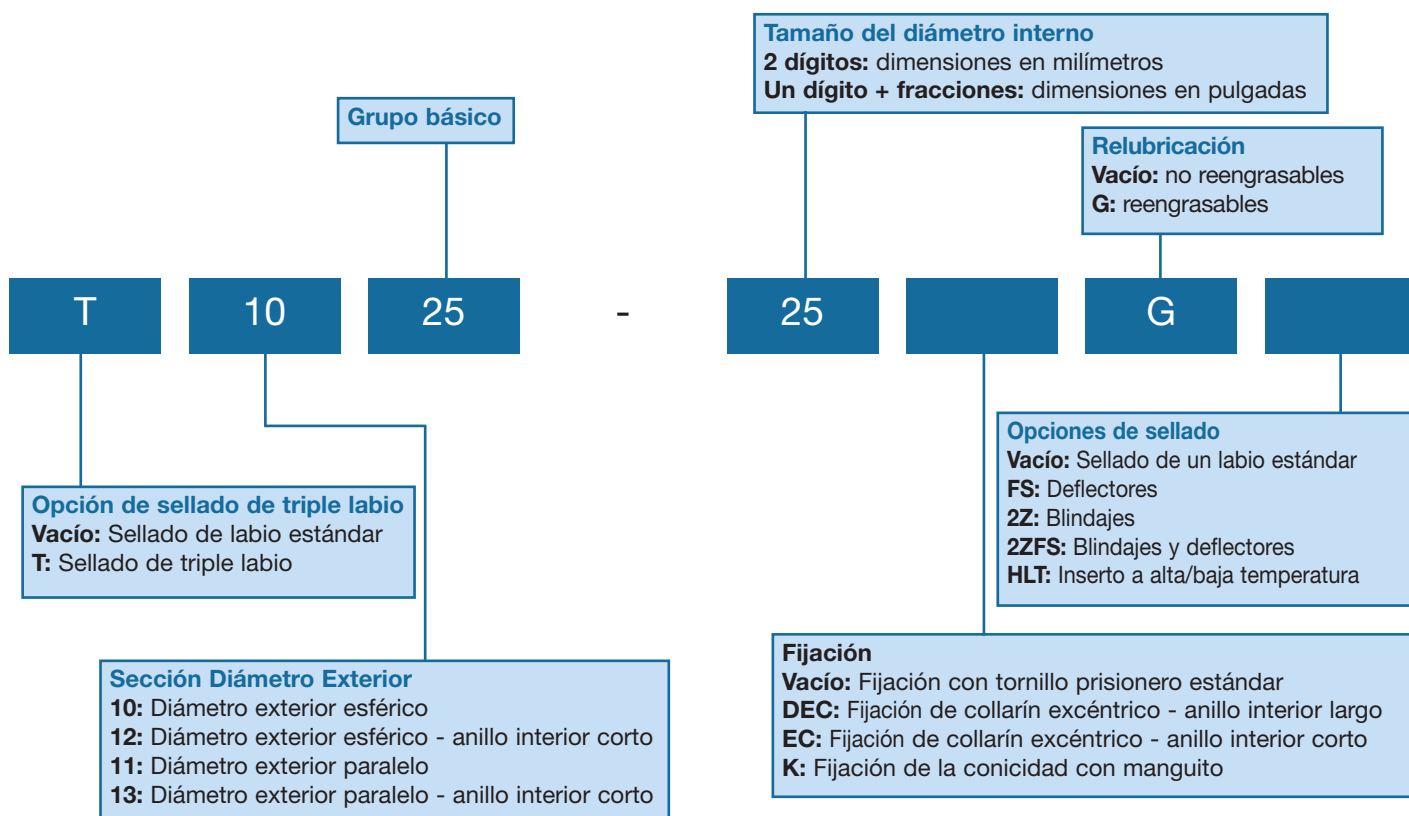 Tamaño del diámetro interno
2 dígitos: dimensiones en milímetros
Un dígito + fracciones: dimensiones en pulgadas
Grupo básico
Relubricación
Vacío: no reengrasables
G: reengrasables
T 10 25 - 25 G
Opciones de sellado
Vacío: Sellado de un labio estándar
FS: Deflectores
2Z: Blindajes
2ZFS: Blindajes y deflectores
HLT: Inserto a alta/baja temperatura
Opción de sellado de triple labio
Vacío: Sellado de labio estándar
T: Sellado de triple labio
Sección Diámetro Exterior
10: Diámetro exterior esférico
12: Diámetro exterior esférico - anillo interior corto
11: Diámetro exterior paralelo
13: Diámetro exterior paralelo - anillo interior corto
Fijación
Vacío: Fijación con tornillo prisionero estándar
DEC: Fijación de collarín excéntrico - anillo interior largo
EC: Fijación de collarín excéntrico - anillo interior corto
K: Fijación de la conicidad con manguito